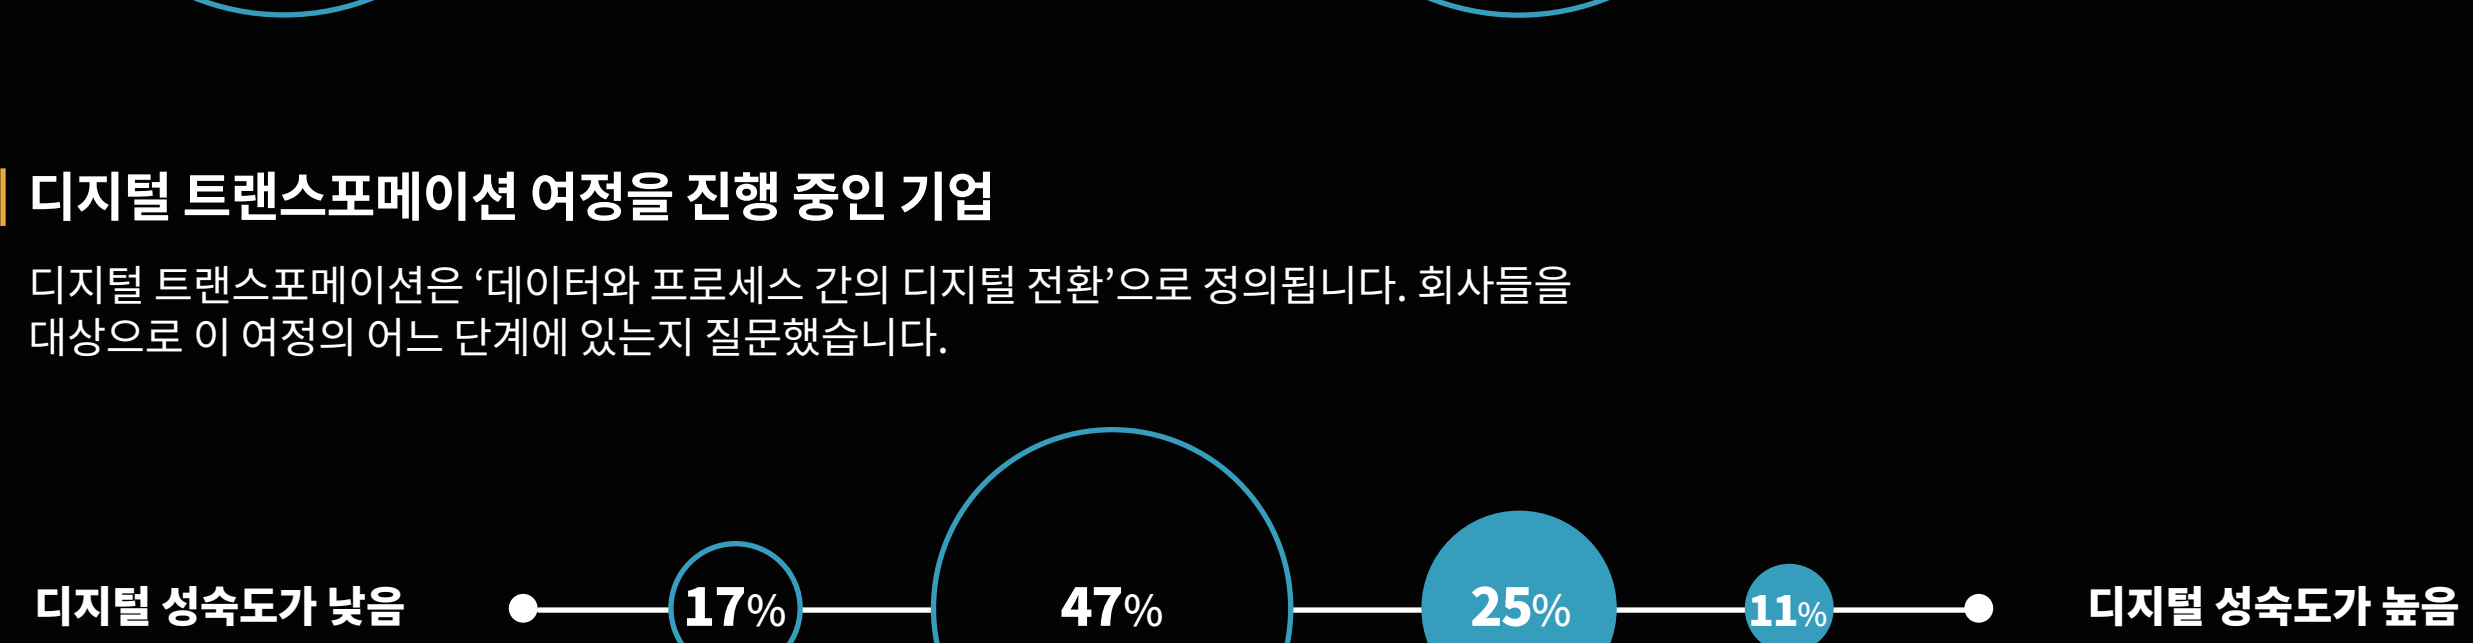 디지털 트랜스포메이션 여정을 진행 중인 기업
디지털 트랜스포메이션은 ‘데이터와 프로세스 간의 디지털 전환’으로 정의됩니다. 회사들을
대상으로 이 여정의 어느 단계에 있는지 질문했습니다.
디지털 성숙도가 낮음 17% 47% 25% 11% 디지털 성숙도가 높음